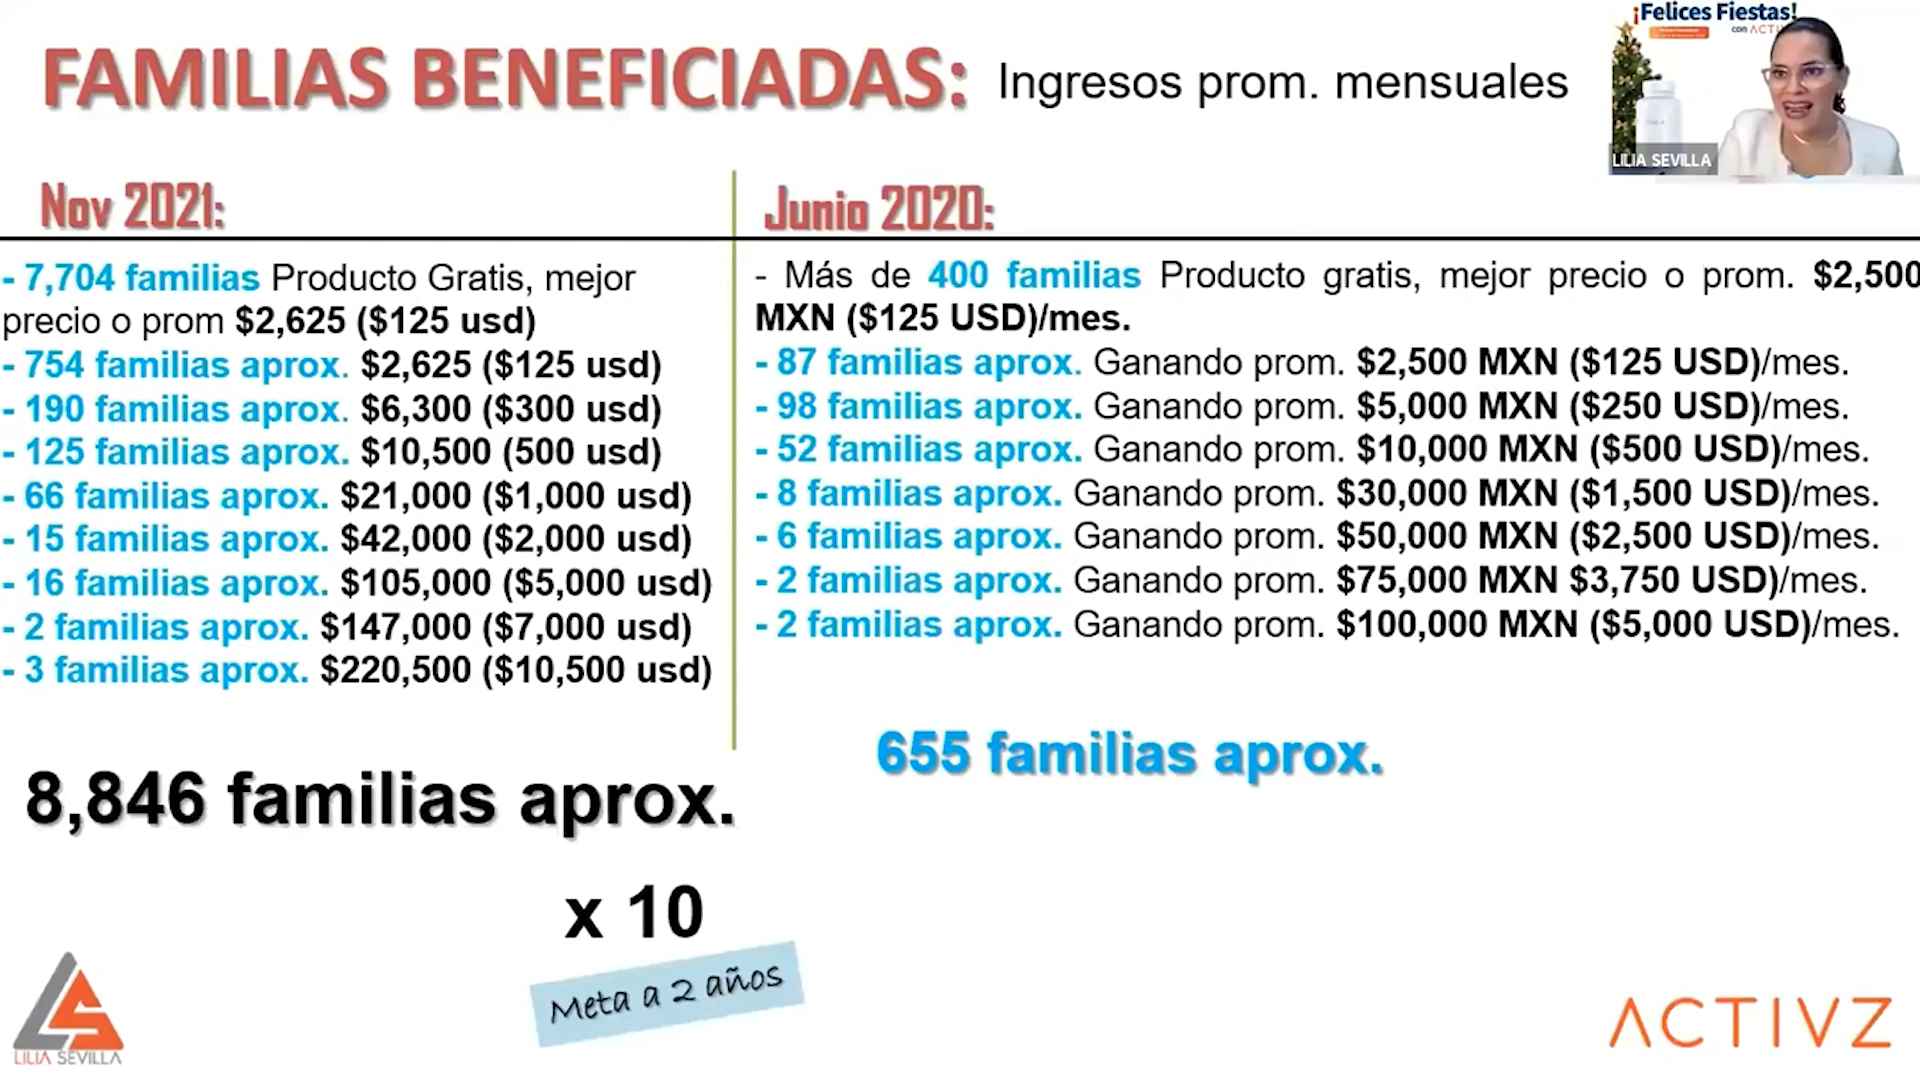 FAMILIAS BENEFICIADAS: Ingresos prom. mensuales
¡Felices Fiestas!
con ACTI
LILIA SEVILLA
Nov 2021:
- 7,704 familias Producto Gratis, mejor
precio o prom $2,625 ($125 usd)
- 754 familias aprox. $2,625 ($125 usd)
- 190 familias aprox. $6,300 ($300 usd)
- 125 familias aprox. $10,500 (500 usd)
- 66 familias aprox. $21,000 ($1,000 usd)
- 15 familias aprox. $42,000 ($2,000 usd)
- 16 familias aprox. $105,000 ($5,000 usd)
- 2 familias aprox. $147,000 ($7,000 usd)
- 3 familias aprox. $220,500 ($10,500 usd)
8,846 familias aprox.
x 10
Meta a 2 años
Junio 2020:
- Más de 400 familias Producto gratis, mejor precio o prom. $2,500
MXN ($125 USD)/mes.
- 87 familias aprox. Ganando prom. $2,500 MXN ($125 USD)/mes.
- 98 familias aprox. Ganando prom. $5,000 MXN ($250 USD)/mes.
- 52 familias aprox. Ganando prom. $10,000 MXN ($500 USD)/mes.
- 8 familias aprox. Ganando prom. $30,000 MXN ($1,500 USD)/mes.
- 6 familias aprox. Ganando prom. $50,000 MXN ($2,500 USD)/mes.
- 2 familias aprox. Ganando prom. $75,000 MXN $3,750 USD)/mes.
- 2 familias aprox. Ganando prom. $100,000 MXN ($5,000 USD)/mes.
655 familias aprox.
LILIA SEVILLA
ACTIVZ